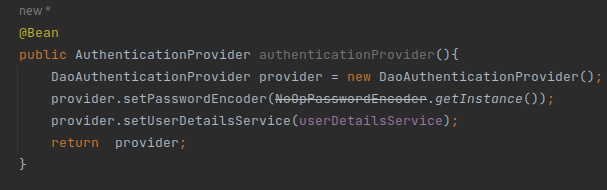 new *
@Bean
public AuthenticationProvider authenticationProvider(){
    DaoAuthenticationProvider provider = new DaoAuthenticationProvider();
    provider.setPasswordEncoder(NoOpPasswordEncoder.getInstance());
    provider.setUserDetailsService(userDetailsService);
    return  provider;
}